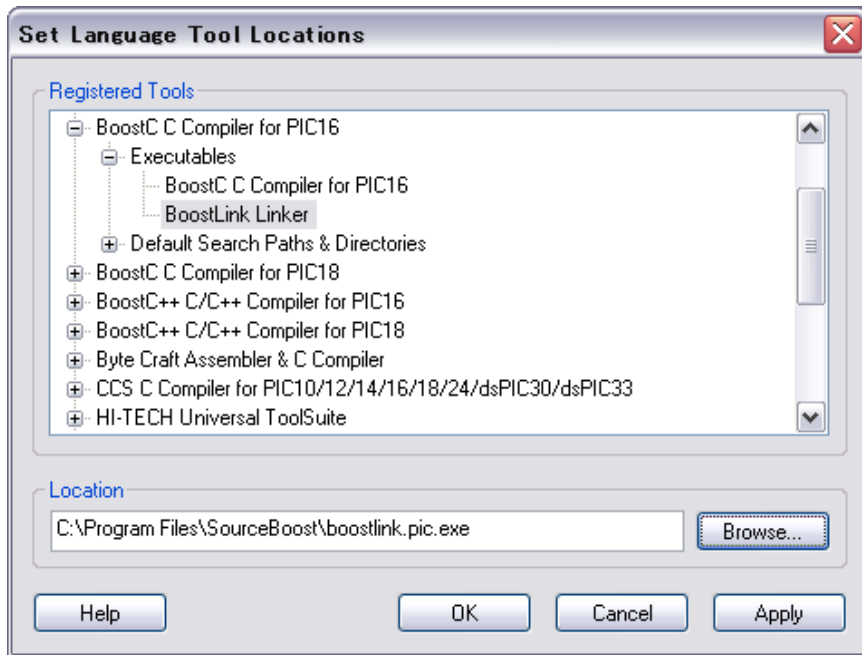 Set Language Tool Locations
Registered Tools
BoostC C Compiler for PIC16
Executables
BoostC C Compiler for PIC16
BoostLink Linker
Default Search Paths & Directories
BoostC C Compiler for PIC18
BoostC++ C/C++ Compiler for PIC16
BoostC++ C/C++ Compiler for PIC18
Byte Craft Assembler & C Compiler
CCS C Compiler for PIC10/12/14/16/18/24/dsPIC30/dsPIC33
HI-TECH Universal ToolSuite
Location
C:\Program Files\SourceBoost\boostlink.pic.exe
Browse...
Help OK Cancel Apply